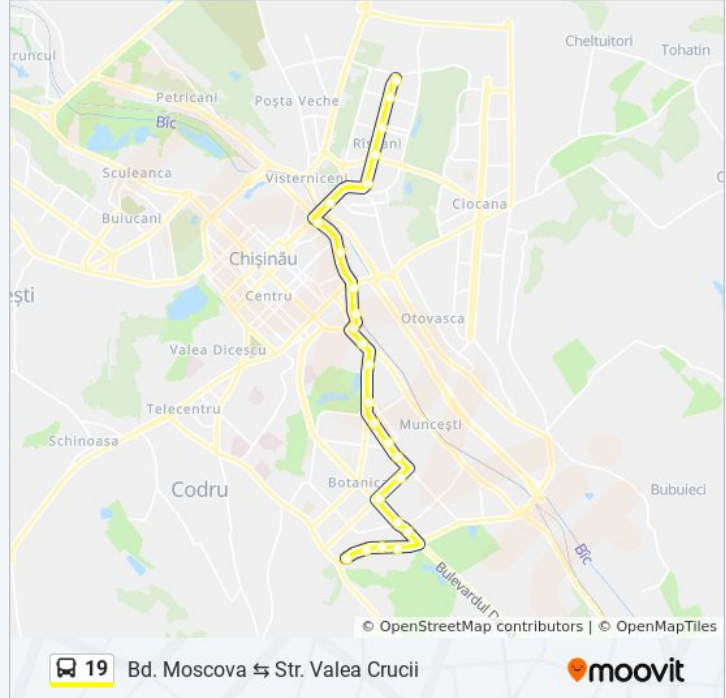 Cheltuitori
Tohatin
runcul
Petricani
Poșta Veche
Bîc
Rîșcani
Sculeanca
Visterniceni
Bulucani
Ciocana
Chișinău
ești
Centru
Otovasca
Valea Dicescu
Telecentru
Muncești
Schinoasa
Botanica
Codru
Bubuieci
Bîc
Bulevardul D
© OpenStreetMap contributors | © OpenMapTiles
19 Bd. Moscova ⇆ Str. Valea Crucii
moovit